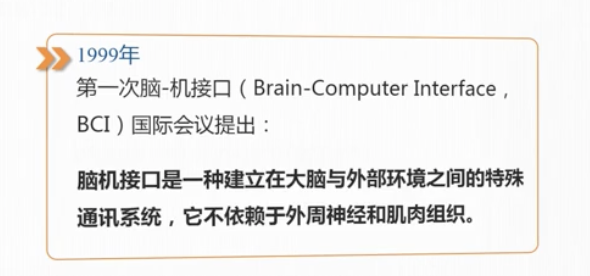 1999年
第一次脑-机接口（Brain-Computer Interface，
BCI）国际会议提出：
脑机接口是一种建立在大脑与外部环境之间的特殊
通讯系统，它不依赖于外周神经和肌肉组织。